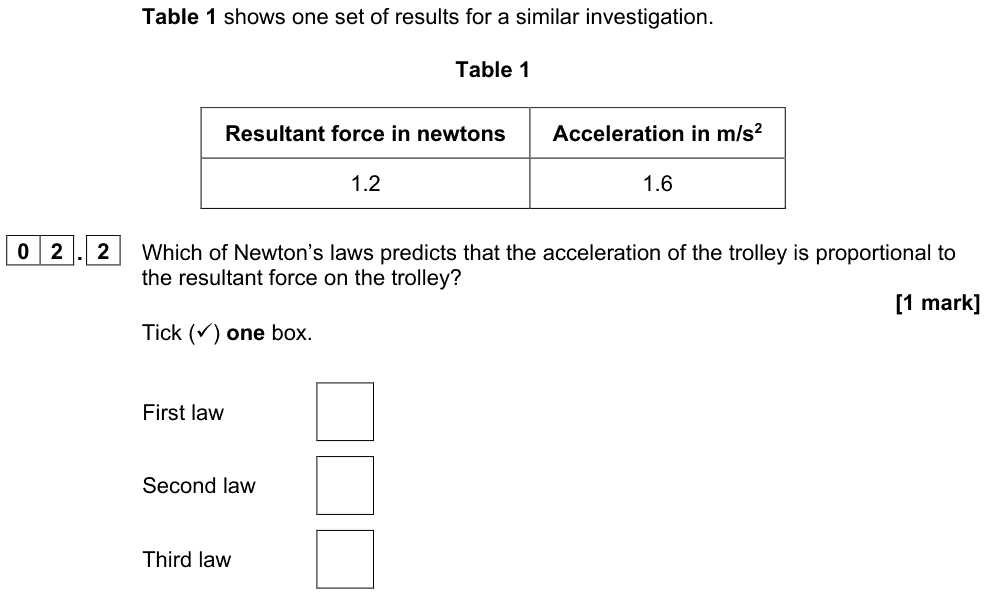 Table 1 shows one set of results for a similar investigation.
Table 1
Resultant force in newtons Acceleration in m/s²
1.2 1.6
0 2 . 2 Which of Newton’s laws predicts that the acceleration of the trolley is proportional to
the resultant force on the trolley?
[1 mark]
Tick (✓) one box.
First law
Second law
Third law